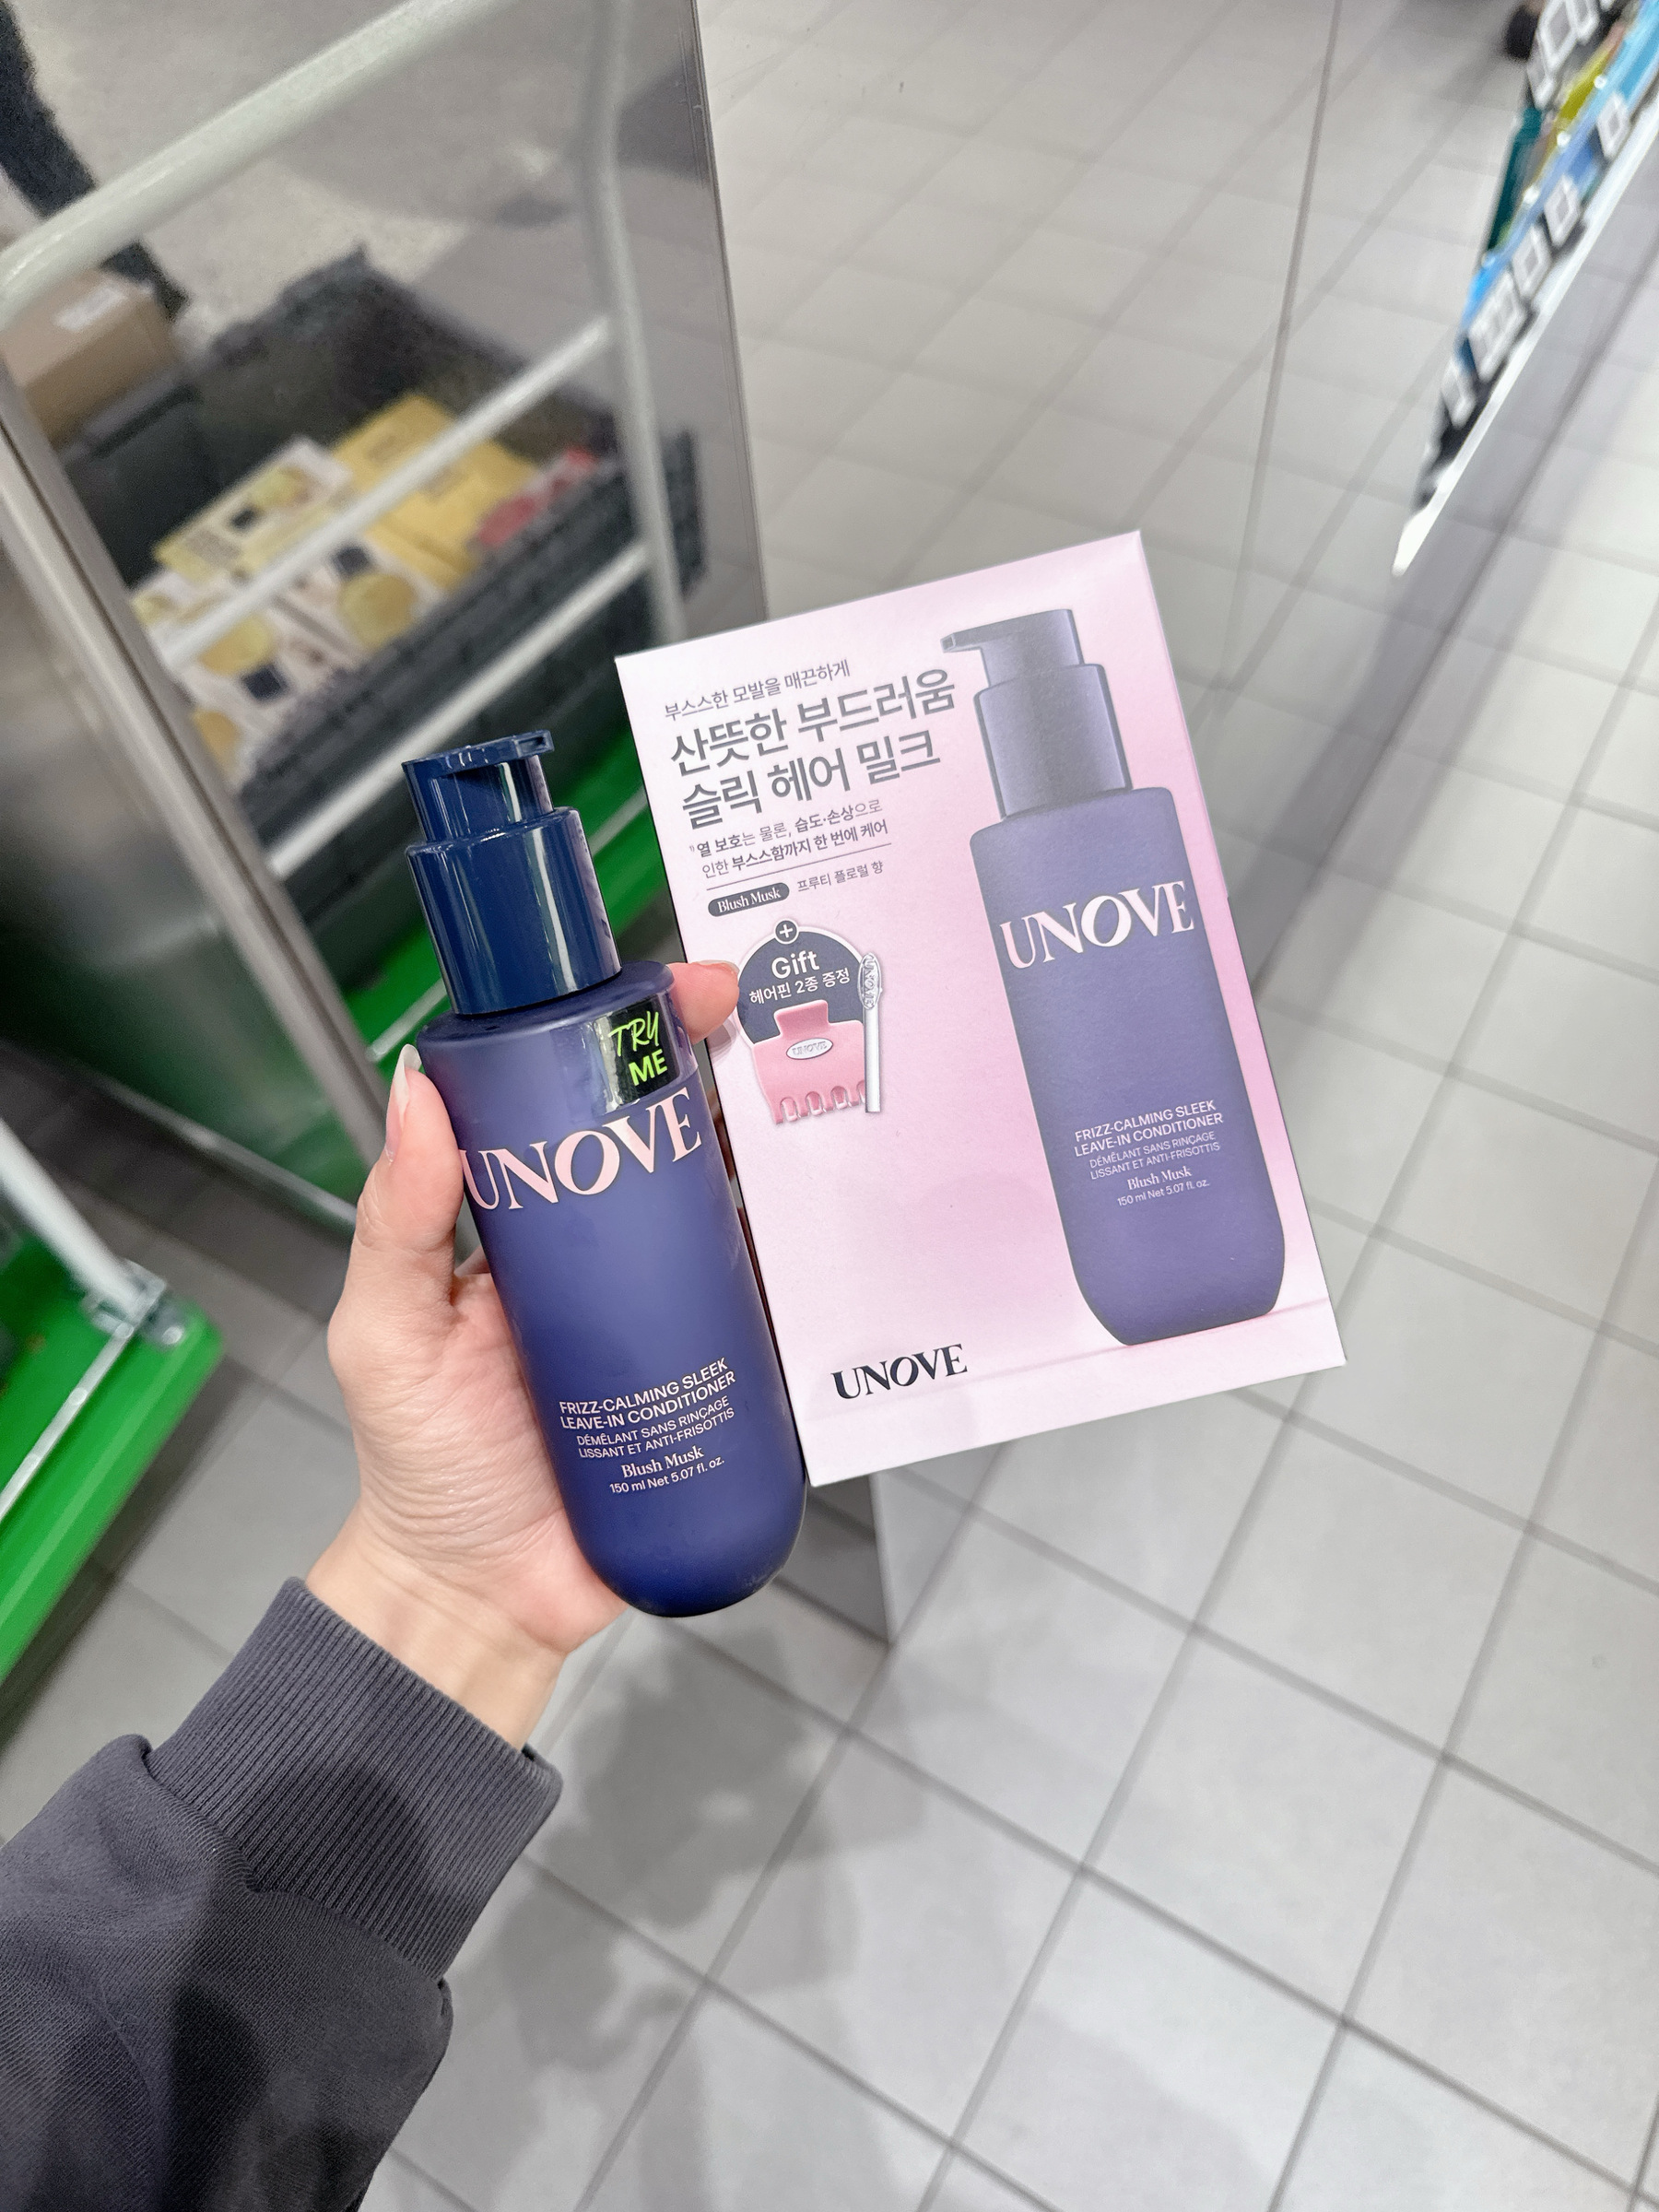 TRY
ME
UNOVE
FRIZZ-CALMING SLEEK
LEAVE-IN CONDITIONER
DÉMÊLANT SANS RINÇAGE
LISSANT ET ANTI-FRISOTTIS
Blush Musk
150 ml Net 5.07 fl. oz.
부스스한 모발을 매끈하게
산뜻한 부드러움
슬릭 헤어 밀크
열 보호는 물론, 습도·손상으로
인한 부스스함까지 한 번에 케어
Blush Musk 프루티 플로럴 향
+
Gift
헤어핀 2종 증정
UNOVE
UNOVE
UNOVE
FRIZZ-CALMING SLEEK
LEAVE-IN CONDITIONER
DÉMÊLANT SANS RINÇAGE
LISSANT ET ANTI-FRISOTTIS
Blush Musk
150 ml Net 5.07 fl. oz.
UNOVE